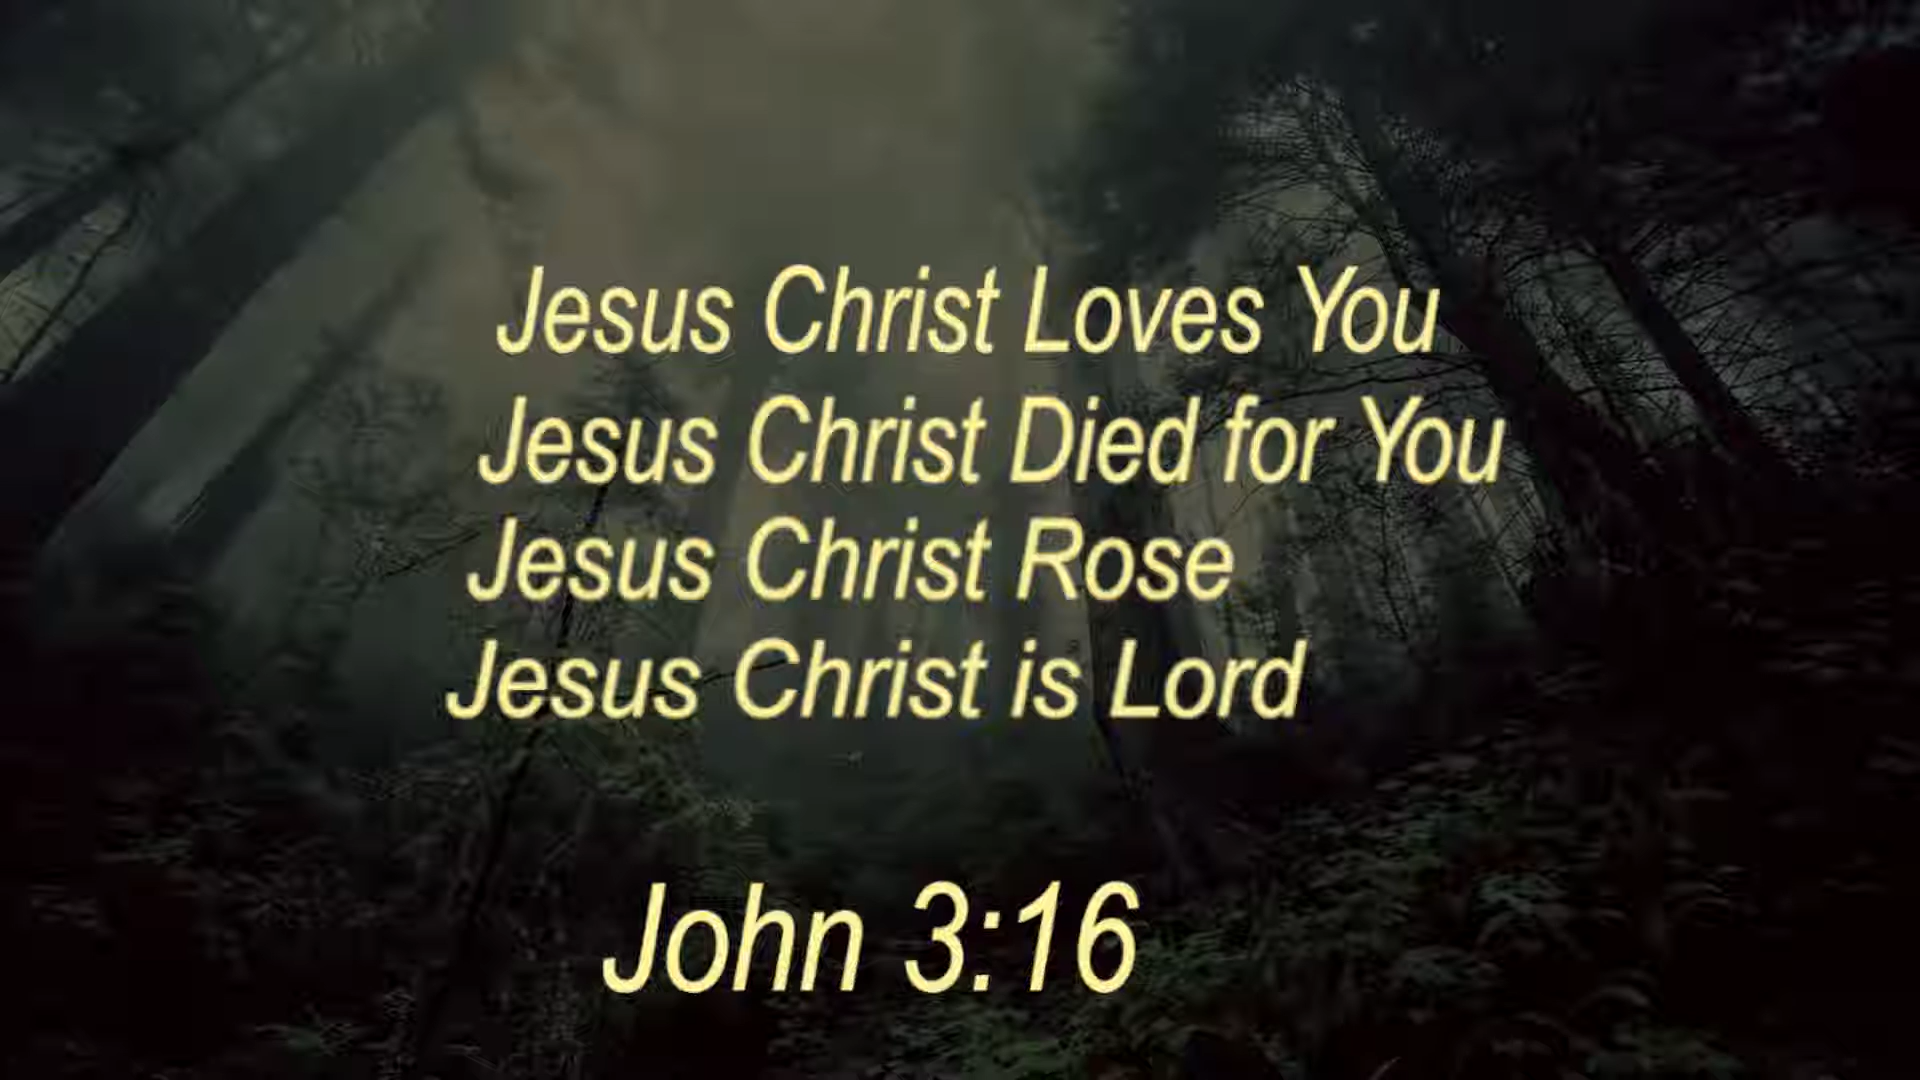 Jesus Christ Loves You
Jesus Christ Died for You
Jesus Christ Rose
Jesus Christ is Lord
John 3:16